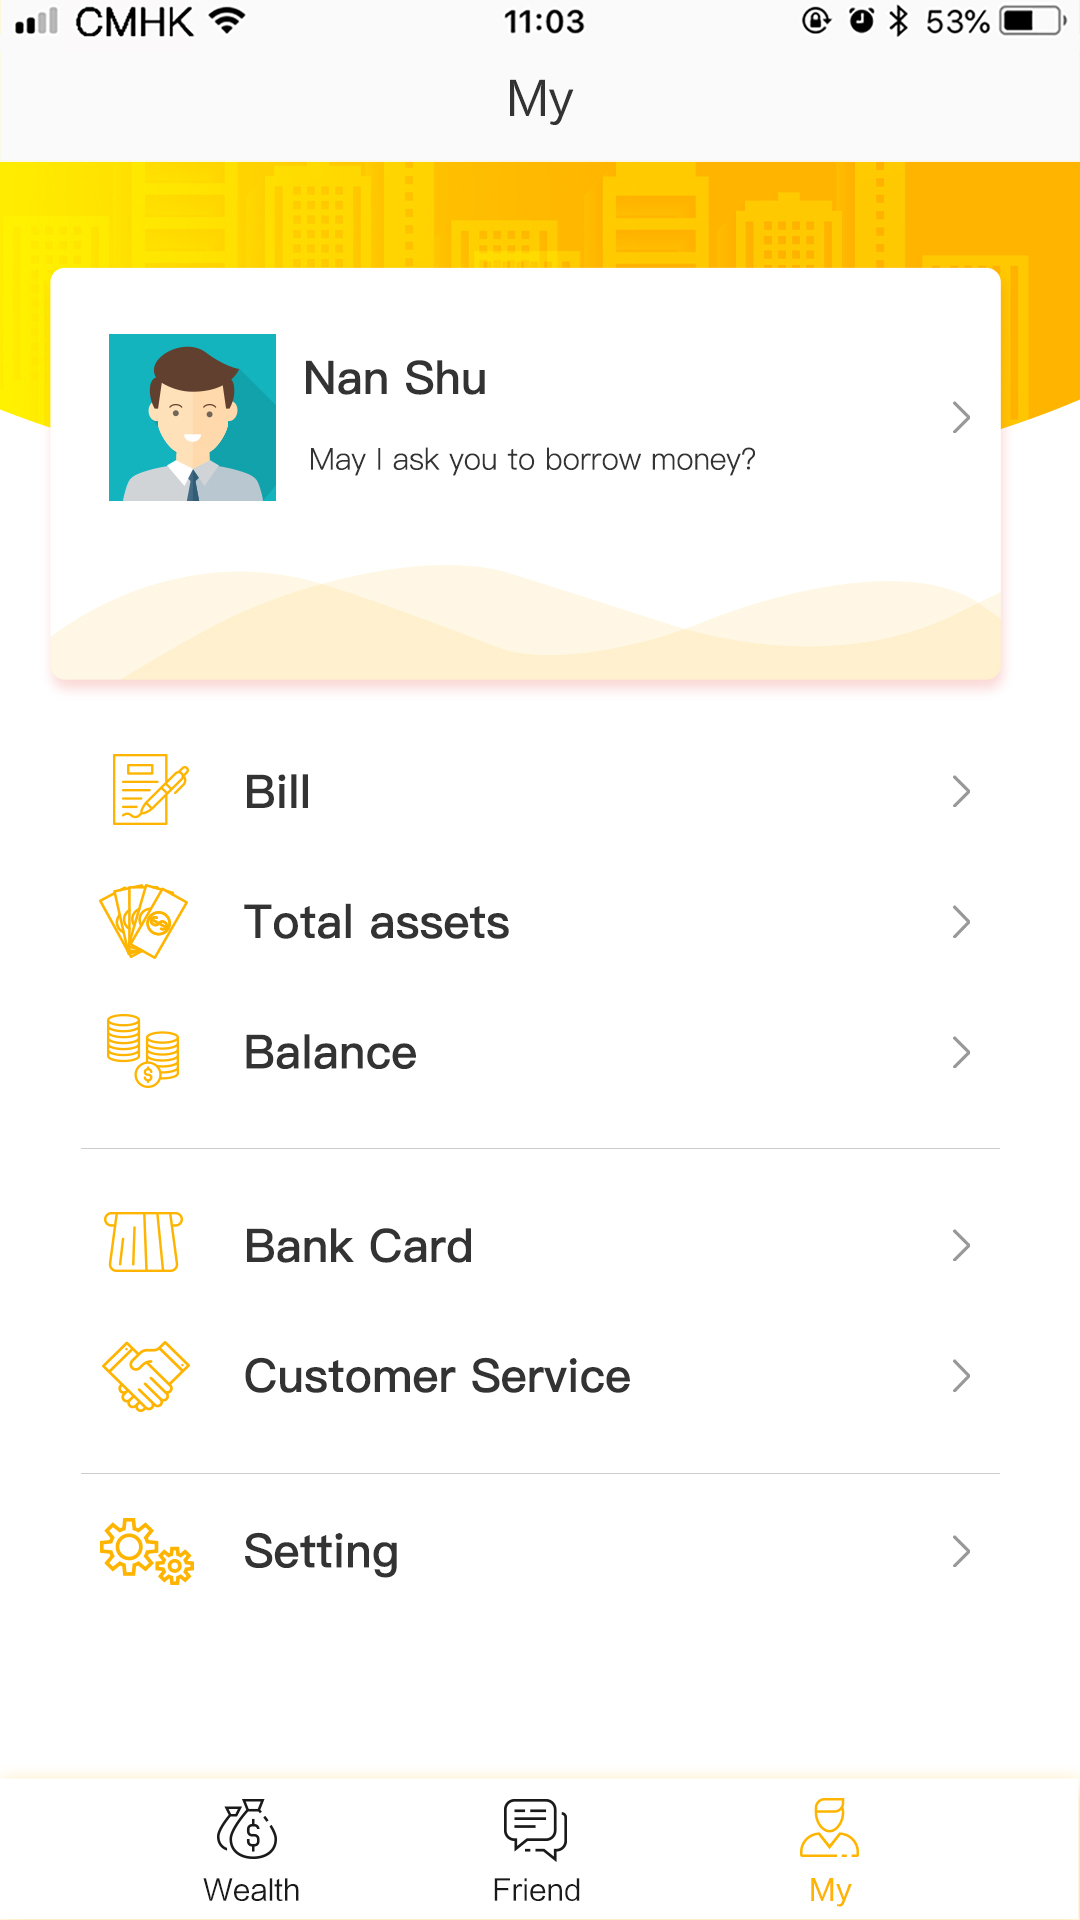 CMHK 11:03 53%
My
Nan Shu
May I ask you to borrow money?
Bill
Total assets
Balance
Bank Card
Customer Service
Setting
Wealth Friend My